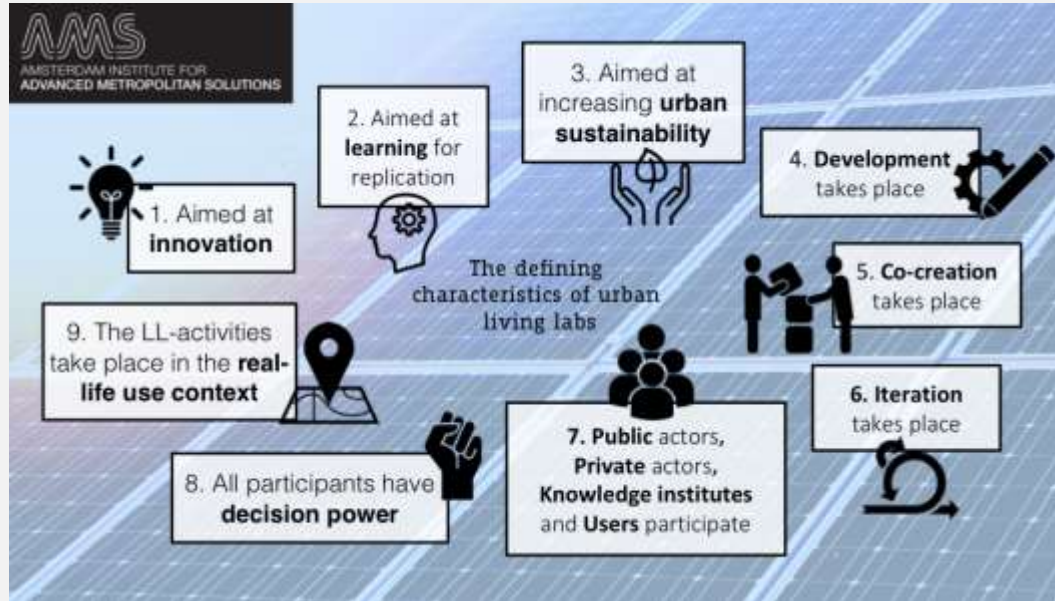 AMS
AMSTERDAM INSTITUTE FOR
ADVANCED METROPOLITAN SOLUTIONS
1. Aimed at
innovation
2. Aimed at
learning for
replication
3. Aimed at
increasing urban
sustainability
4. Development
takes place
5. Co-creation
takes place
6. Iteration
takes place
7. Public actors,
Private actors,
Knowledge institutes
and Users participate
8. All participants have
decision power
9. The LL-activities
take place in the real-
life use context
The defining
characteristics of urban
living labs